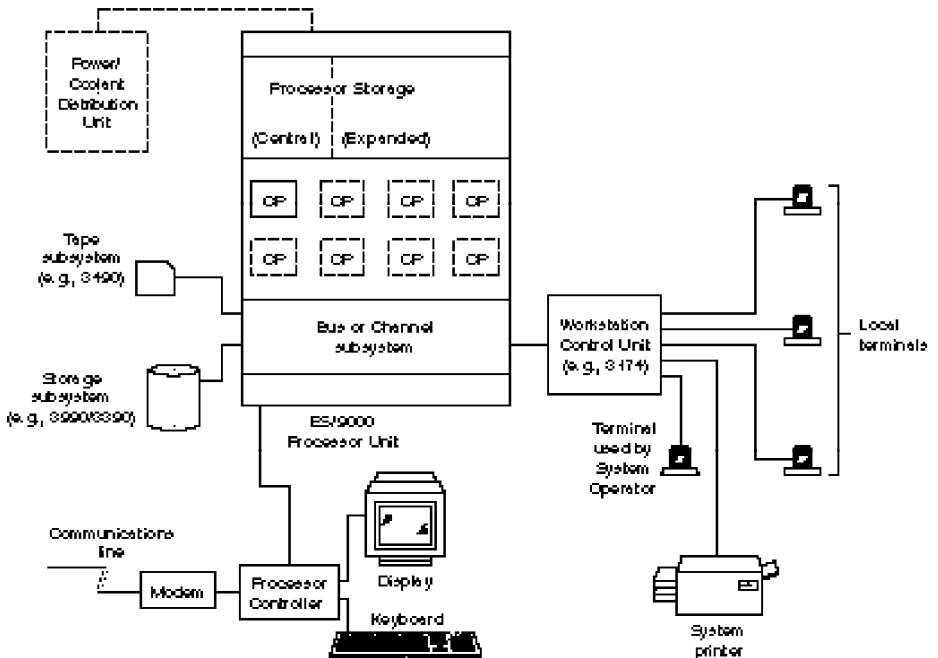 Power/
Coolant
Distribution
Unit
Processor Storage
(Central) (Expanded)
CP CP CP CP
CP CP CP CP
Tape
subsystem
(e.g., 3490)
Bus or Channel
subsystem
Workstation
Control Unit
(e.g., 3174)
Local
terminals
Storage
subsystem
(e.g., 3990/3390)
ES/9000
Processor Unit
Terminal
used by
System
Operator
Communications
line
Modem
Processor
Controller
Display
Keyboard
System
printer